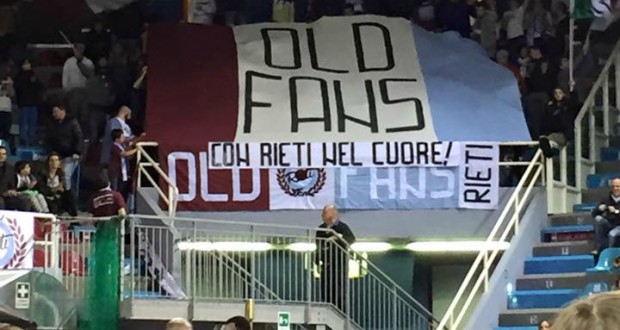 OLD
FANS
CON RIETI NEL CUORE!
OLD FANS
RIETI